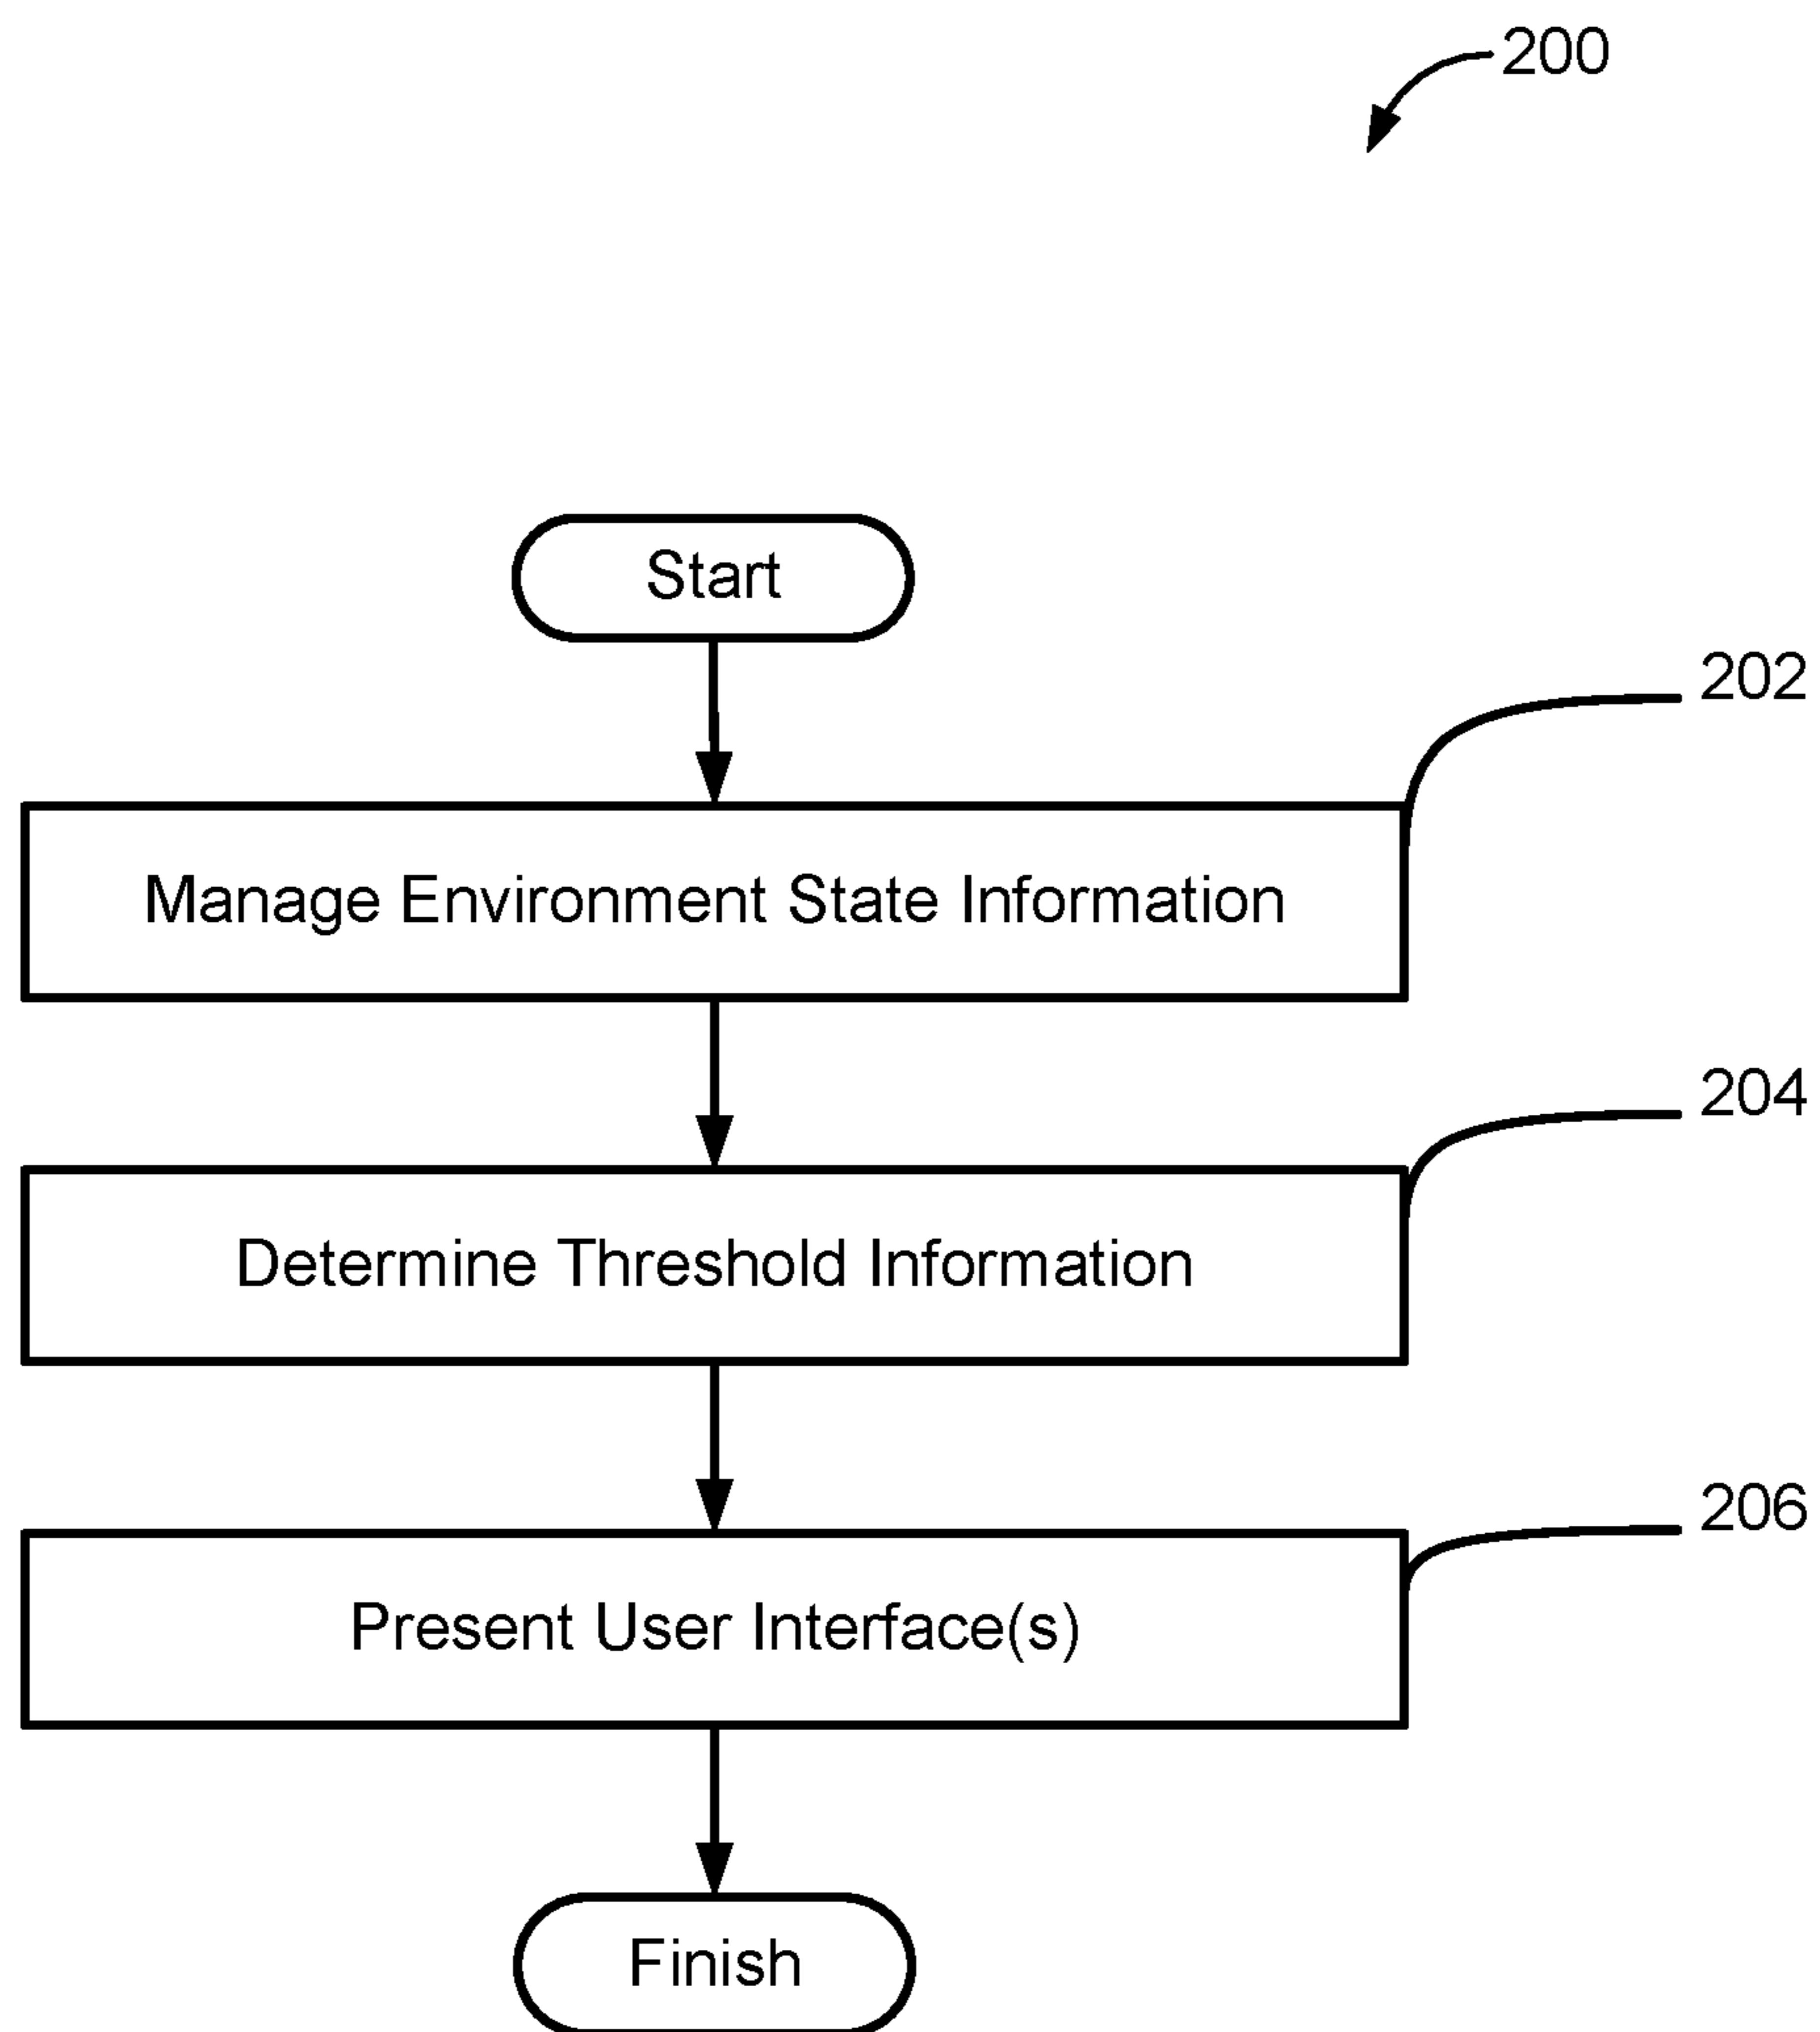 200
Start
202
Manage Environment State Information
204
Determine Threshold Information
206
Present User Interface(s)
Finish